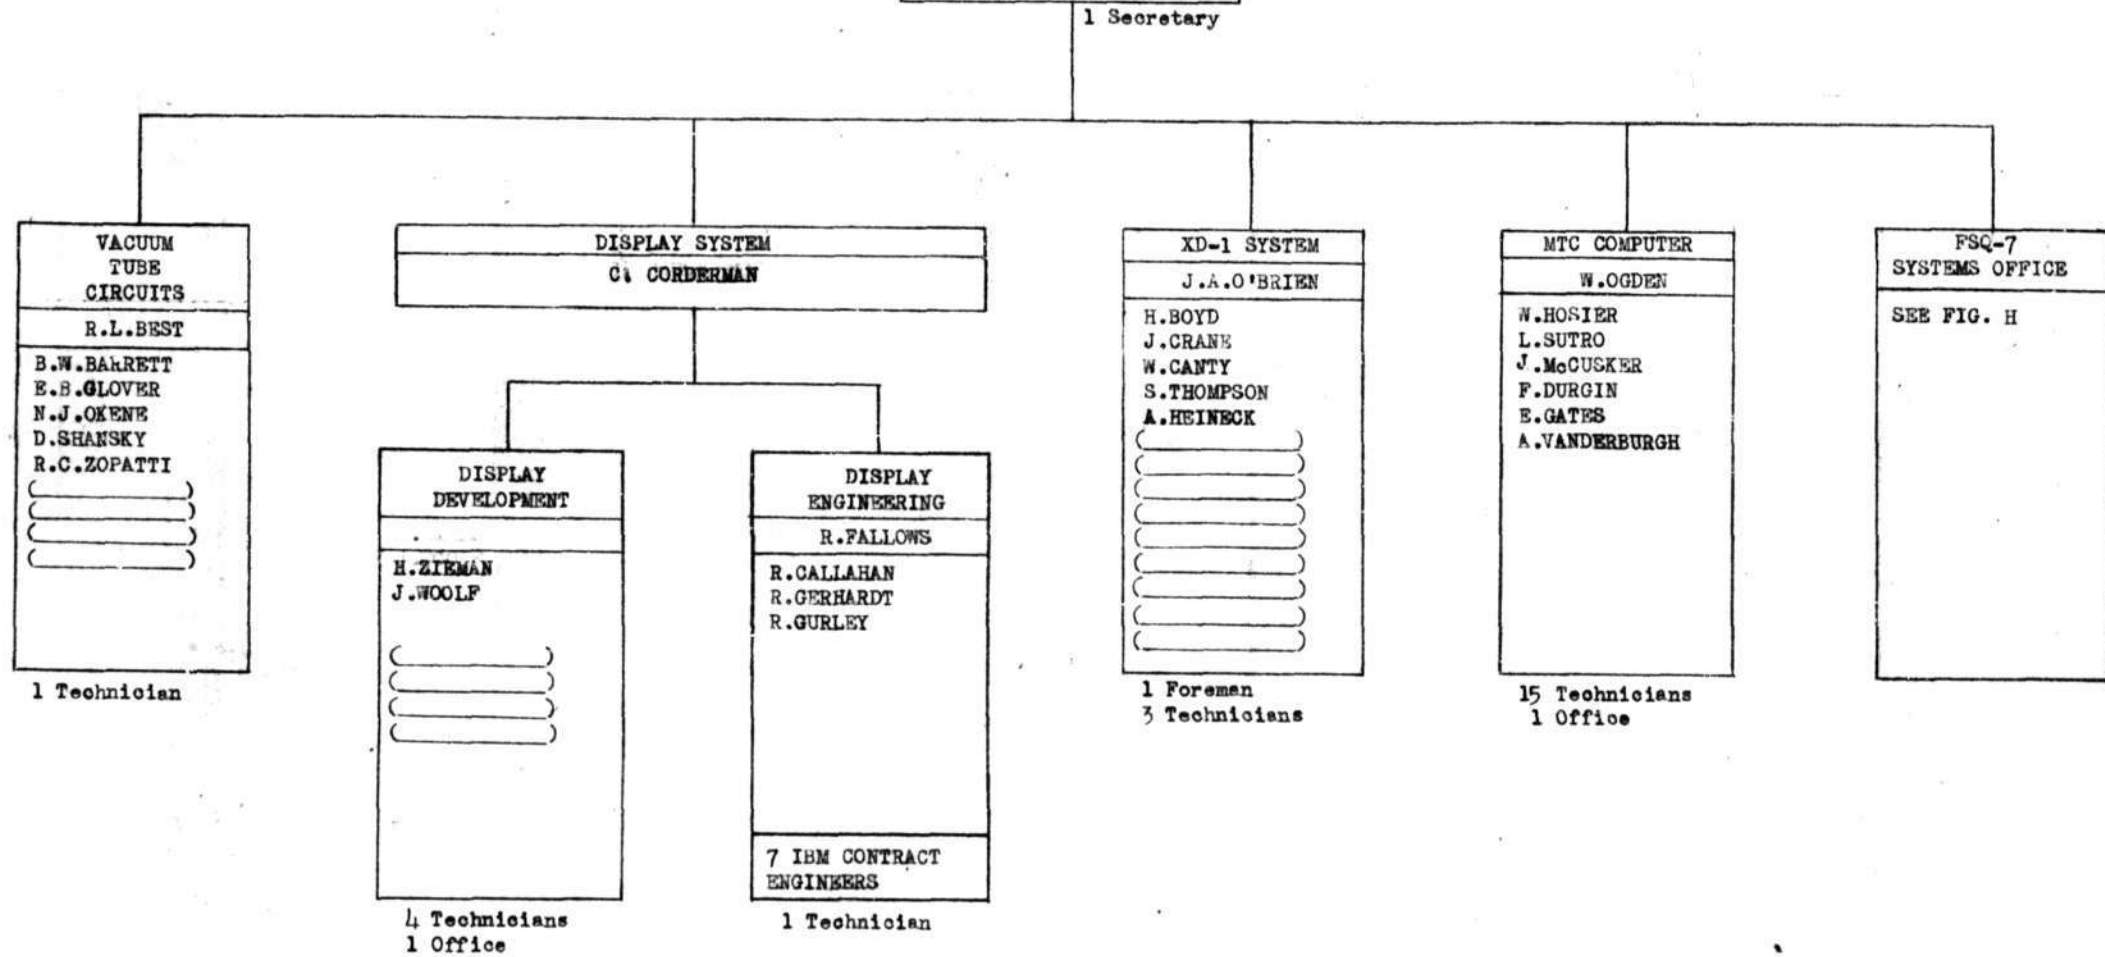 1 Secretary
VACUUM
TUBE
CIRCUITS
R.L.BEST
B.W.BARRETT
E.B.GLOVER
N.J.OKENE
D.SHANSKY
R.C.ZOPATTI
1 Technician
DISPLAY SYSTEM
C. CORDERMAN
DISPLAY
DEVELOPMENT
H.ZIEMAN
J.WOOLF
4 Technicians
1 Office
DISPLAY
ENGINEERING
R.FALLOWS
R.CALLAHAN
R.GERHARDT
R.GURLEY
7 IBM CONTRACT
ENGINEERS
1 Technician
XD-1 SYSTEM
J.A.O'BRIEN
H.BOYD
J.CRANE
W.CANTY
S.THOMPSON
A.HEINECK
1 Foreman
3 Technicians
MTC COMPUTER
W.OGDEN
W.HOSIER
L.SUTRO
J.McCUSKER
F.DURGIN
E.GATES
A.VANDERBURGH
15 Technicians
1 Office
FSQ-7
SYSTEMS OFFICE
SEE FIG. H